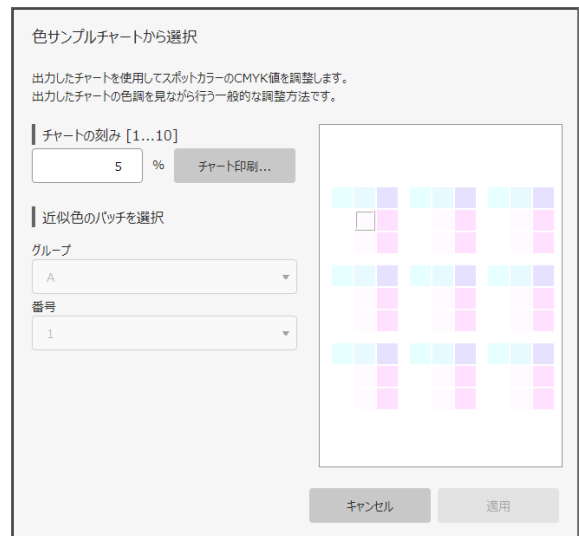 色サンプルチャートから選択
出力したチャートを使用してスポットカラーのCMYK値を調整します。
出力したチャートの色調を見ながら行う一般的な調整方法です。
チャートの刻み [1...10]
5 % チャート印刷...
近似色のパッチを選択
グループ
A
番号
1
キャンセル 適用